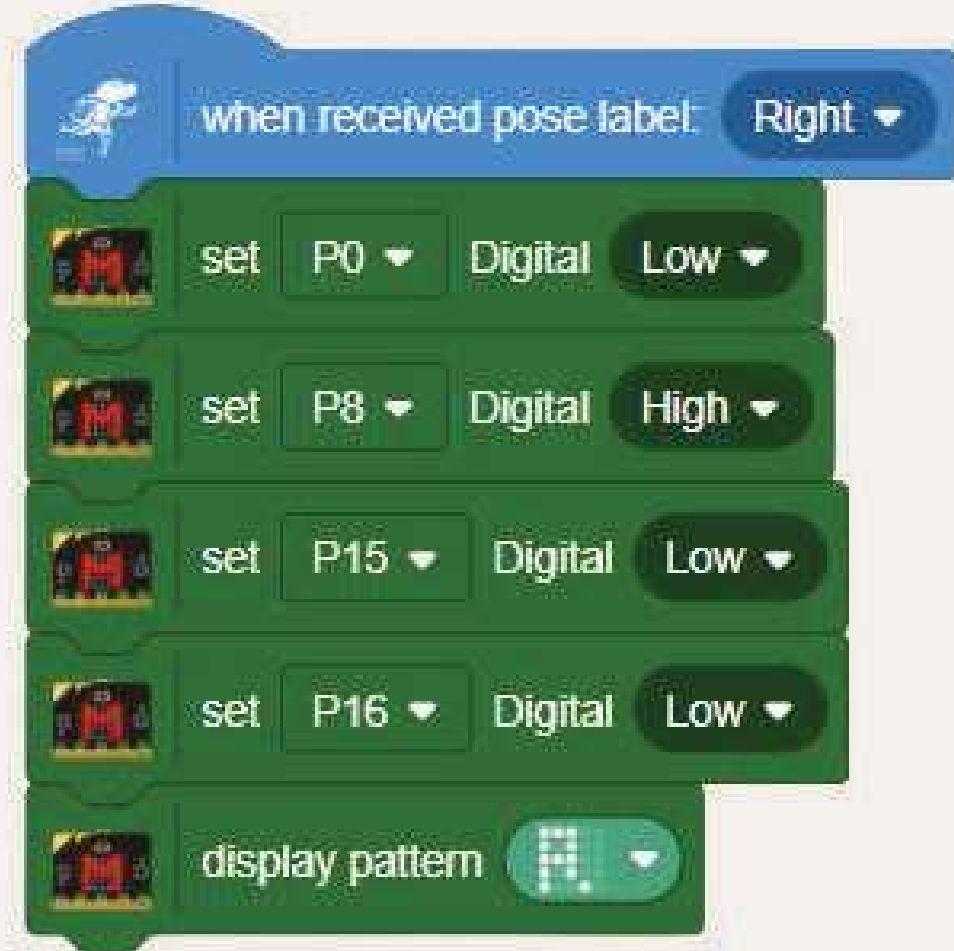 when received pose label: Right
set P0 Digital Low
set P8 Digital High
set P15 Digital Low
set P16 Digital Low
display pattern